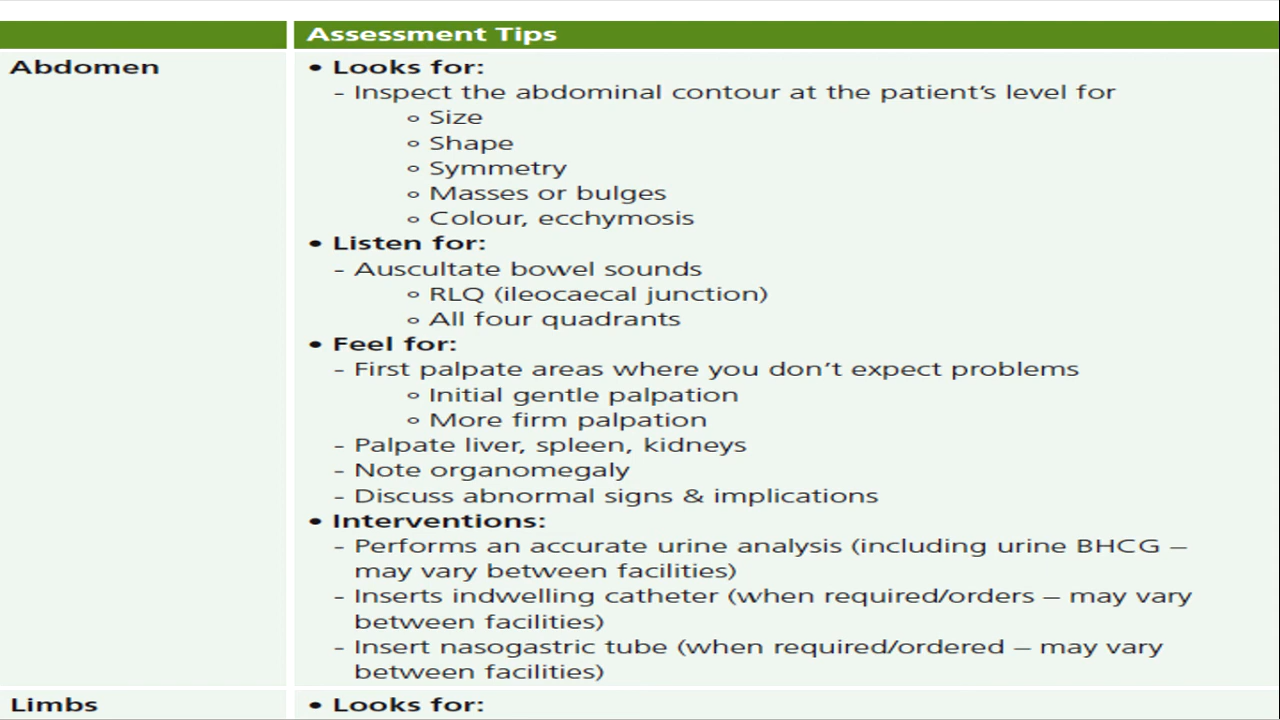 Assessment Tips
Abdomen
• Looks for:
- Inspect the abdominal contour at the patient’s level for
◦ Size
◦ Shape
◦ Symmetry
◦ Masses or bulges
◦ Colour, ecchymosis
• Listen for:
- Auscultate bowel sounds
◦ RLQ (ileocaecal junction)
◦ All four quadrants
• Feel for:
- First palpate areas where you don’t expect problems
◦ Initial gentle palpation
◦ More firm palpation
- Palpate liver, spleen, kidneys
- Note organomegaly
- Discuss abnormal signs & implications
• Interventions:
- Performs an accurate urine analysis (including urine BHCG –
may vary between facilities)
- Inserts indwelling catheter (when required/orders – may vary
between facilities)
- Insert nasogastric tube (when required/ordered – may vary
between facilities)
Limbs
• Looks for: